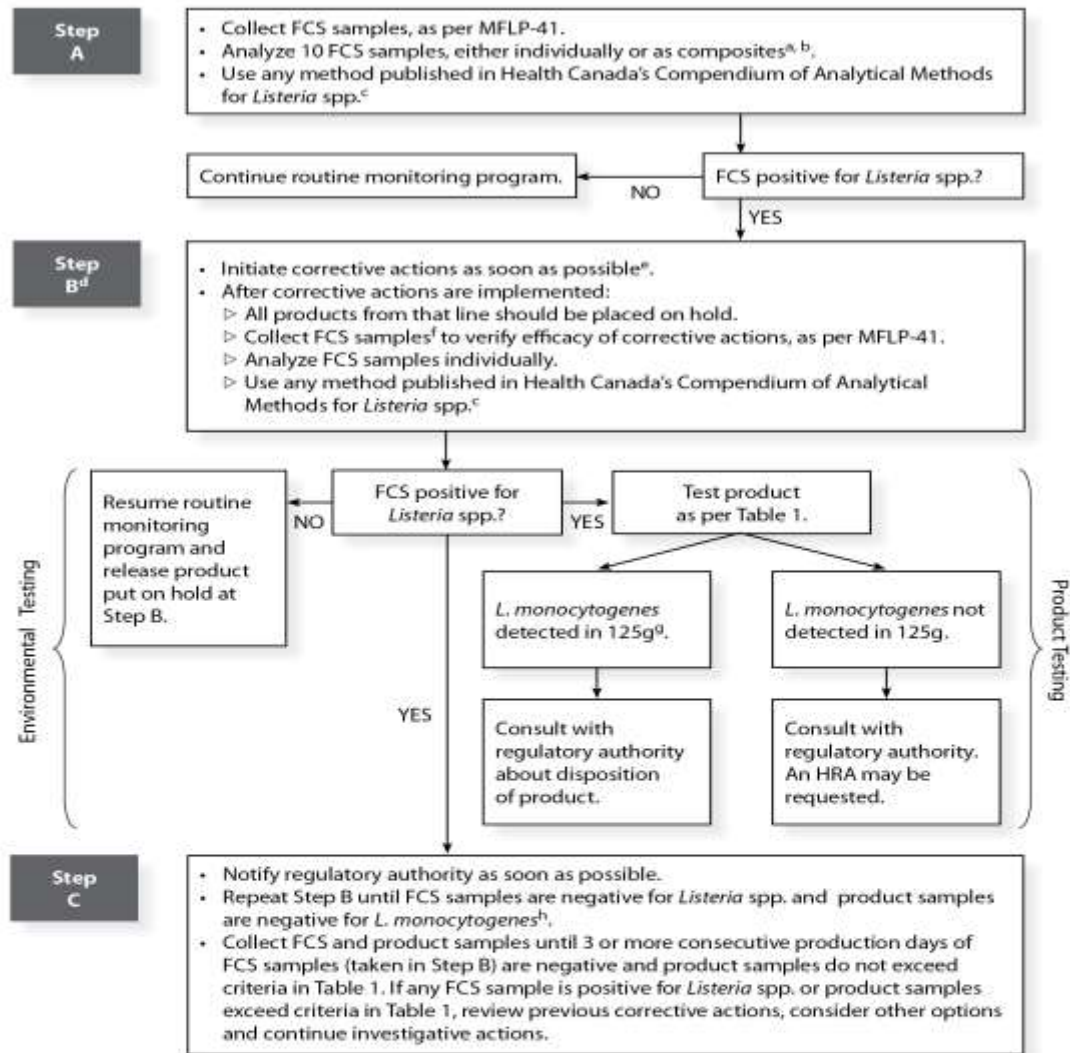 Step
A
• Collect FCS samples, as per MFLP-41.
• Analyze 10 FCS samples, either individually or as compositesᵃ, ᵇ.
• Use any method published in Health Canada's Compendium of Analytical Methods
for Listeria spp.ᶜ
Continue routine monitoring program.
NO
FCS positive for Listeria spp.?
YES
Step
Bᵈ
• Initiate corrective actions as soon as possibleᵉ.
• After corrective actions are implemented:
▷ All products from that line should be placed on hold.
▷ Collect FCS samplesᶠ to verify efficacy of corrective actions, as per MFLP-41.
▷ Analyze FCS samples individually.
▷ Use any method published in Health Canada's Compendium of Analytical
Methods for Listeria spp.ᶜ
Environmental Testing
Resume routine
monitoring
program and
release product
put on hold at
Step B.
NO
FCS positive for
Listeria spp.?
YES
Test product
as per Table 1.
L. monocytogenes
detected in 125gᵍ.
L. monocytogenes not
detected in 125g.
Product Testing
YES
Consult with
regulatory authority
about disposition
of product.
Consult with
regulatory authority.
An HRA may be
requested.
Step
C
• Notify regulatory authority as soon as possible.
• Repeat Step B until FCS samples are negative for Listeria spp. and product samples
are negative for L. monocytogenesʰ.
• Collect FCS and product samples until 3 or more consecutive production days of
FCS samples (taken in Step B) are negative and product samples do not exceed
criteria in Table 1. If any FCS sample is positive for Listeria spp. or product samples
exceed criteria in Table 1, review previous corrective actions, consider other options
and continue investigative actions.